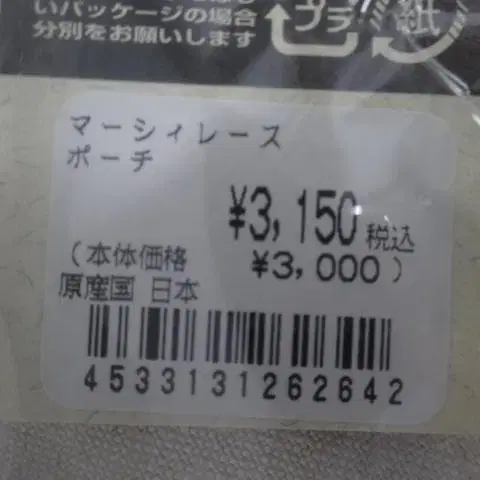 いパッケージの場合
分別をお願いします
プラ
紙
マーシィレース
ポーチ
¥3,150税込
(本体価格 ¥3,000)
原産国 日本
4533131262642